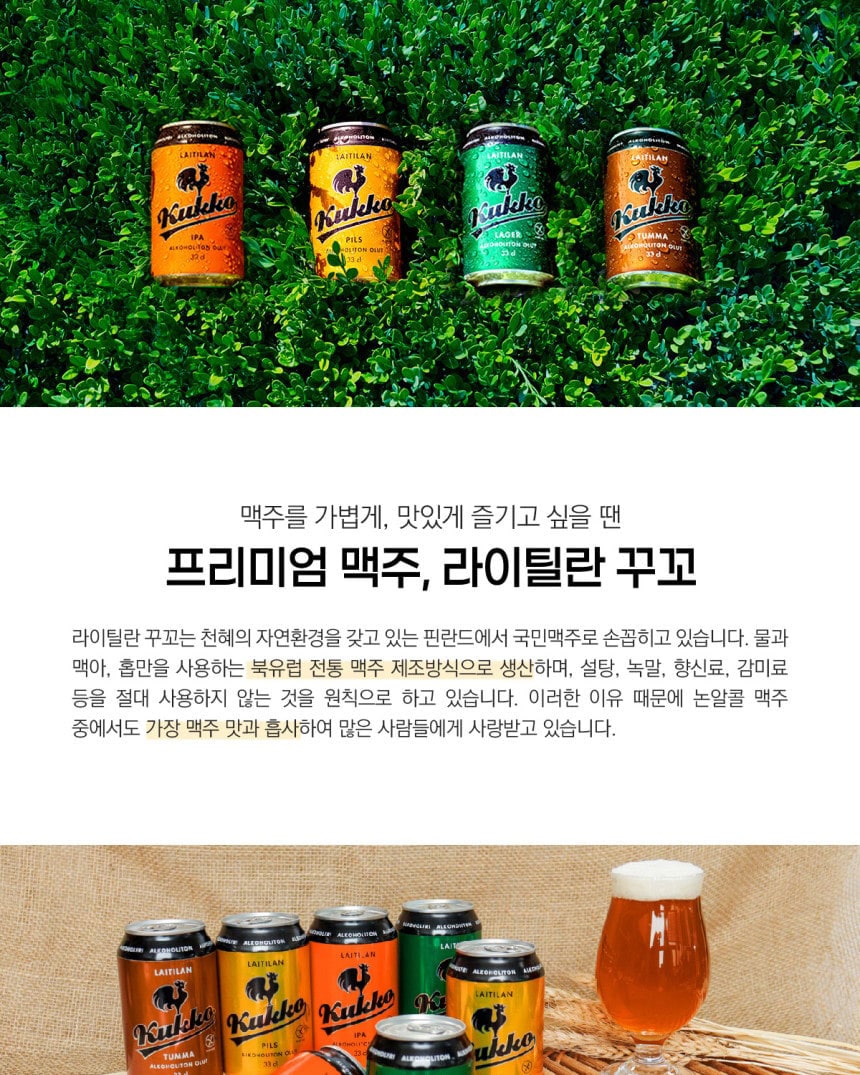 ALKOHOLITON
LAITILAN
Kukko
IPA
ALKOHOLITON OLUT
33 cl
ALKOHOLITON
LAITILAN
Kukko
PILS
ALKOHOLITON OLUT
33 cl
ALKOHOLITON
LAITILAN
Kukko
LAGER
ALKOHOLITON OLUT
33 cl
ALKOHOLITON
LAITILAN
Kukko
TUMMA
ALKOHOLITON OLUT
33 cl
맥주를 가볍게, 맛있게 즐기고 싶을 땐
프리미엄 맥주, 라이틸란 꾸꼬
라이틸란 꾸꼬는 천혜의 자연환경을 갖고 있는 핀란드에서 국민맥주로 손꼽히고 있습니다. 물과
맥아, 홉만을 사용하는 북유럽 전통 맥주 제조방식으로 생산하며, 설탕, 녹말, 향신료, 감미료
등을 절대 사용하지 않는 것을 원칙으로 하고 있습니다. 이러한 이유 때문에 논알콜 맥주
중에서도 가장 맥주 맛과 흡사하여 많은 사람들에게 사랑받고 있습니다.
ALKOHOLITON
LAITILAN
Kukko
TUMMA
ALKOHOLITON OLUT
33 cl
ALKOHOLITON
LAITILAN
Kukko
PILS
ALKOHOLITON OLUT
33 cl
ALKOHOLITON
LAITILAN
Kukko
IPA
ALKOHOLITON
LAITILAN
ALKOHOLITON
LAITILAN
Kukko
ALKOHOLITON
LAITILAN